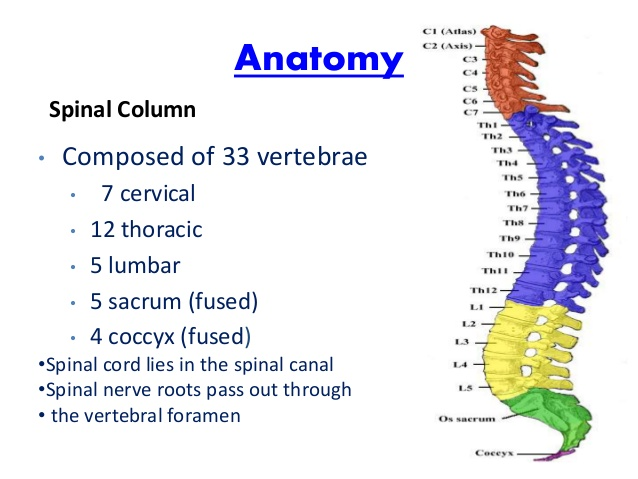 Anatomy
Spinal Column
• Composed of 33 vertebrae
• 7 cervical
• 12 thoracic
• 5 lumbar
• 5 sacrum (fused)
• 4 coccyx (fused)
•Spinal cord lies in the spinal canal
•Spinal nerve roots pass out through
• the vertebral foramen
C1 (Atlas)
C2 (Axis)
C3
C4
C5
C6
C7
Th1
Th2
Th3
Th4
Th5
Th6
Th7
Th8
Th9
Th10
Th11
Th12
L1
L2
L3
L4
L5
Os sacrum
Coccyx